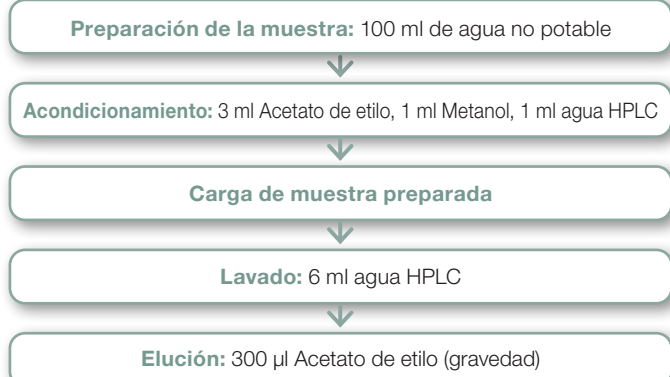 Preparación de la muestra: 100 ml de agua no potable
Acondicionamiento: 3 ml Acetato de etilo, 1 ml Metanol, 1 ml agua HPLC
Carga de muestra preparada
Lavado: 6 ml agua HPLC
Elución: 300 µl Acetato de etilo (gravedad)